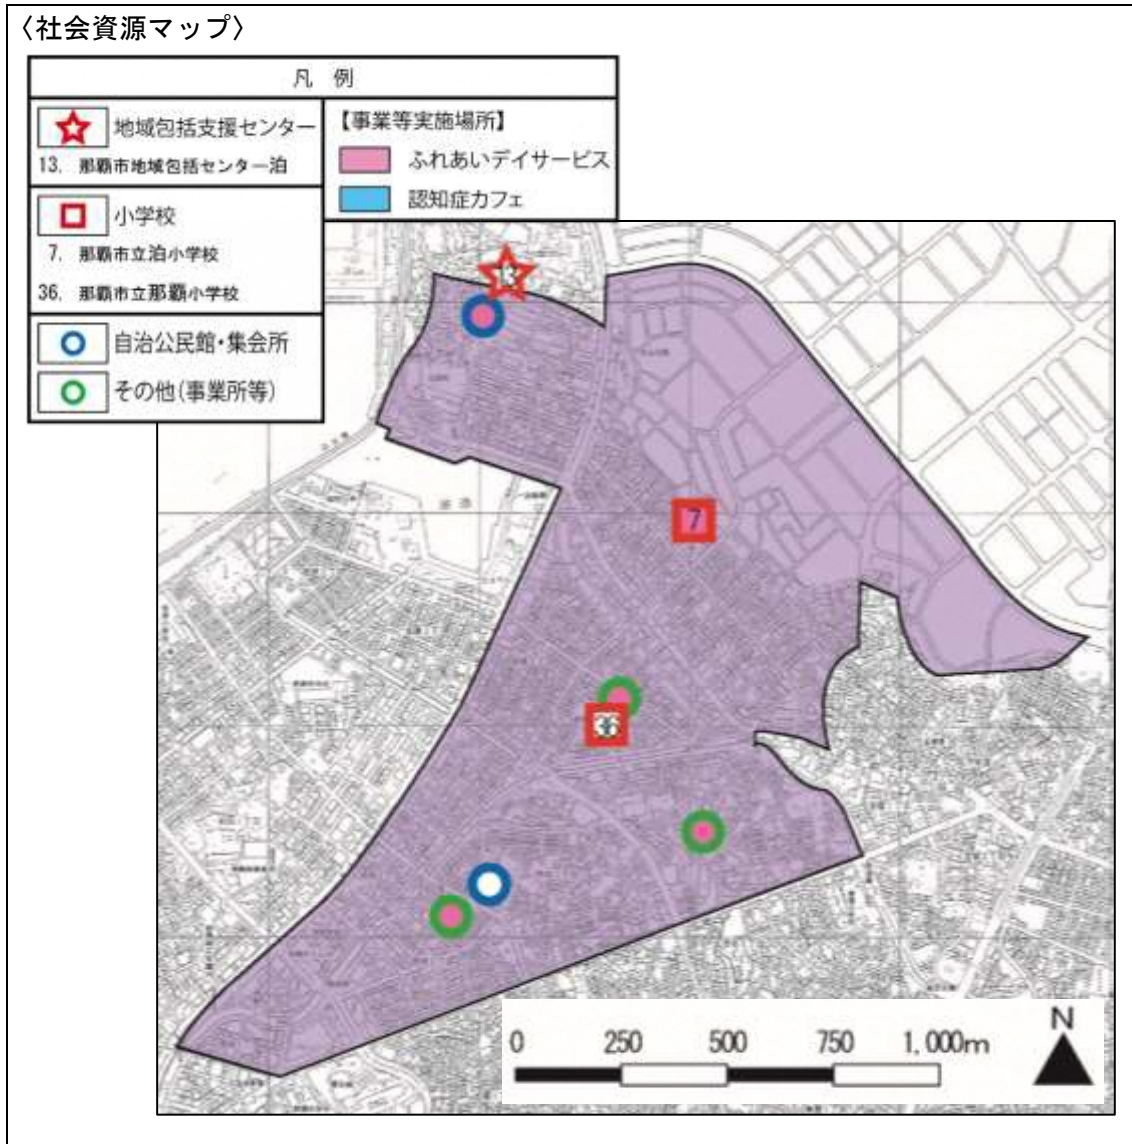 〈社会資源マップ〉
凡 例
地域包括支援センター
13. 那覇市地域包括センター泊
小学校
7. 那覇市立泊小学校
36. 那覇市立那覇小学校
自治公民館・集会所
その他(事業所等)
【事業等実施場所】
ふれあいデイサービス
認知症カフェ
13
7
36
0 250 500 750 1,000m
N